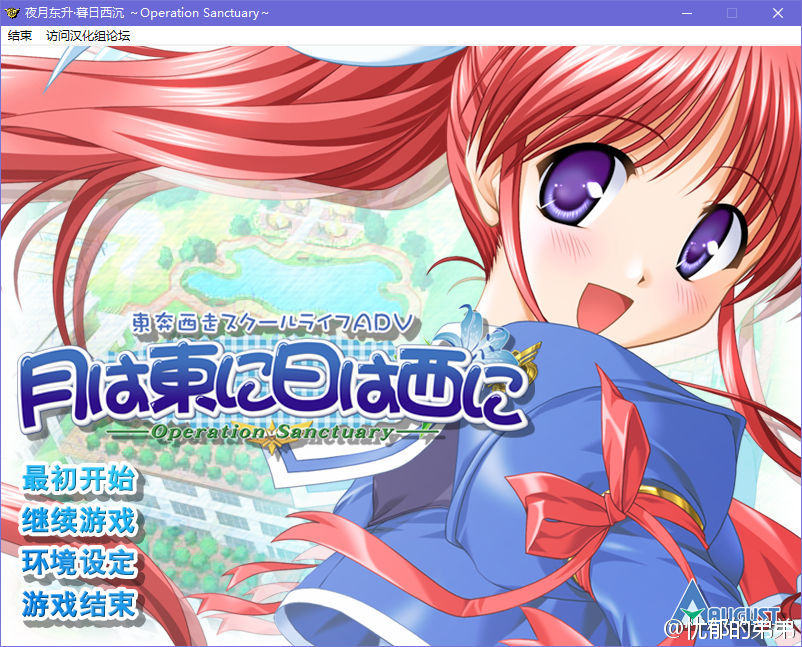 夜月东升·暮日西沉 ～Operation Sanctuary～
结束 访问汉化组论坛
東奔西走スクールライフADV
月は東に日は西に
Operation Sanctuary
最初开始
继续游戏
环境设定
游戏结束
AUGUST
@忧郁的弟弟